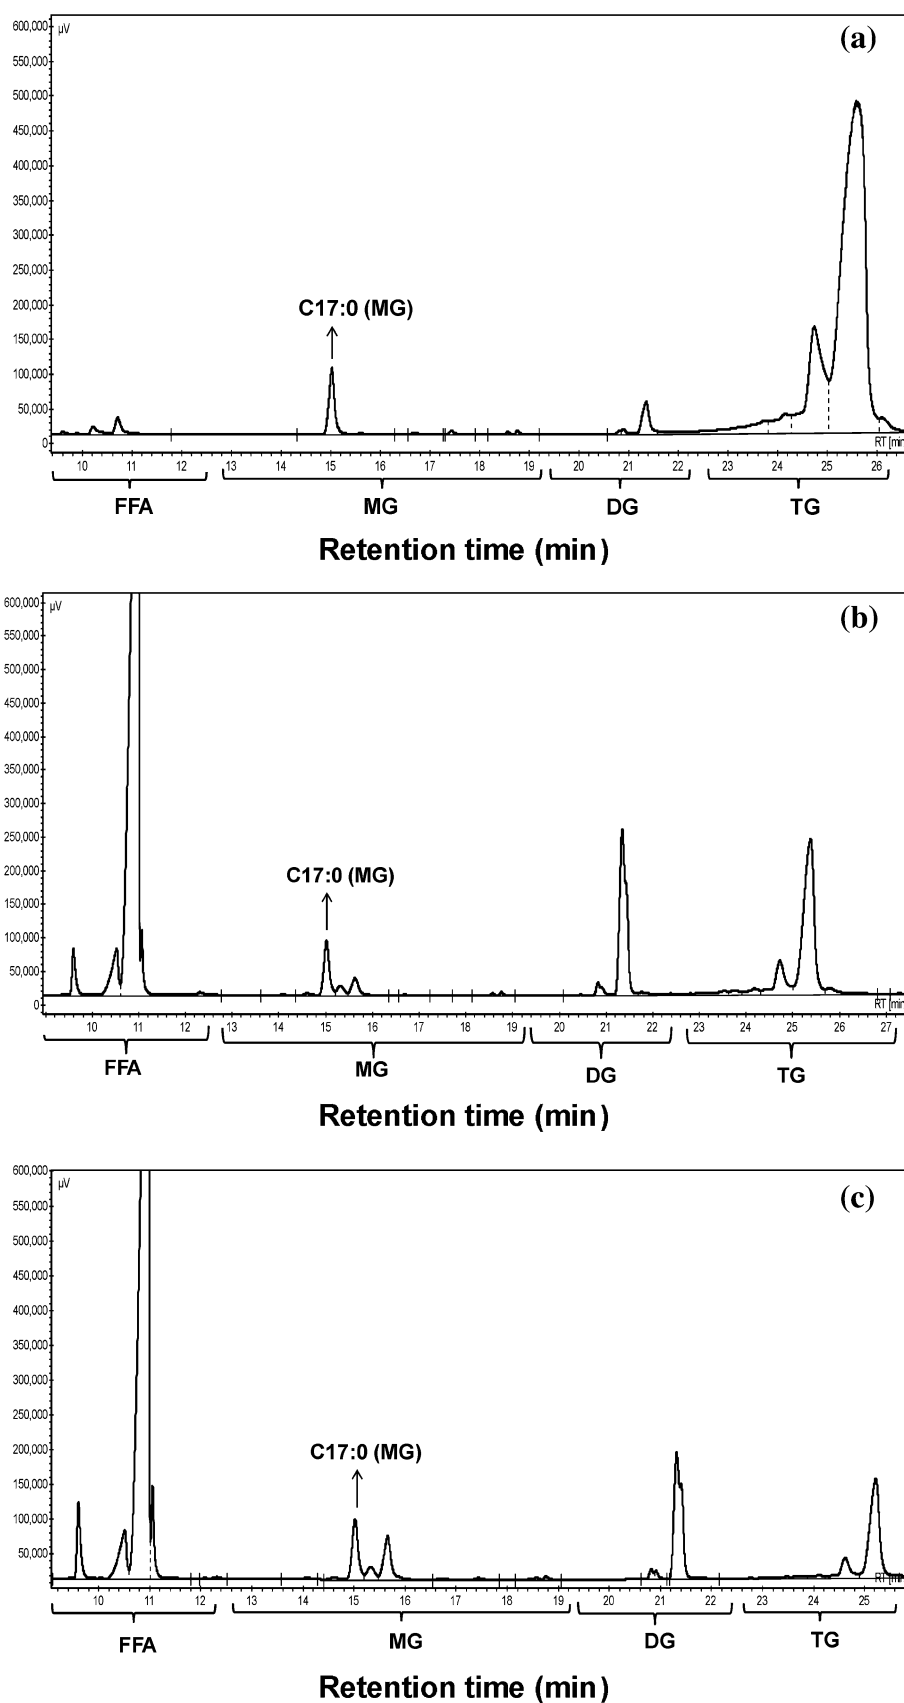 600,000
µV
(a)
550,000
500,000
450,000
400,000
350,000
300,000
250,000
200,000
C17:0 (MG)
150,000
100,000
50,000
0
RT [min
10 11 12 13 14 15 16 17 18 19 20 21 22 23 24 25 26
FFA MG DG TG
Retention time (min)
600,000
µV
(b)
550,000
500,000
450,000
400,000
350,000
300,000
250,000
200,000
C17:0 (MG)
150,000
100,000
50,000
0
RT [min
10 11 12 13 14 15 16 17 18 19 20 21 22 23 24 25 26 27
FFA MG DG TG
Retention time (min)
600,000
µV
(c)
550,000
500,000
450,000
400,000
350,000
300,000
250,000
200,000
C17:0 (MG)
150,000
100,000
50,000
10 11 12 13 14 15 16 17 18 19 20 21 22 23 24 25
FFA MG DG TG
Retention time (min)